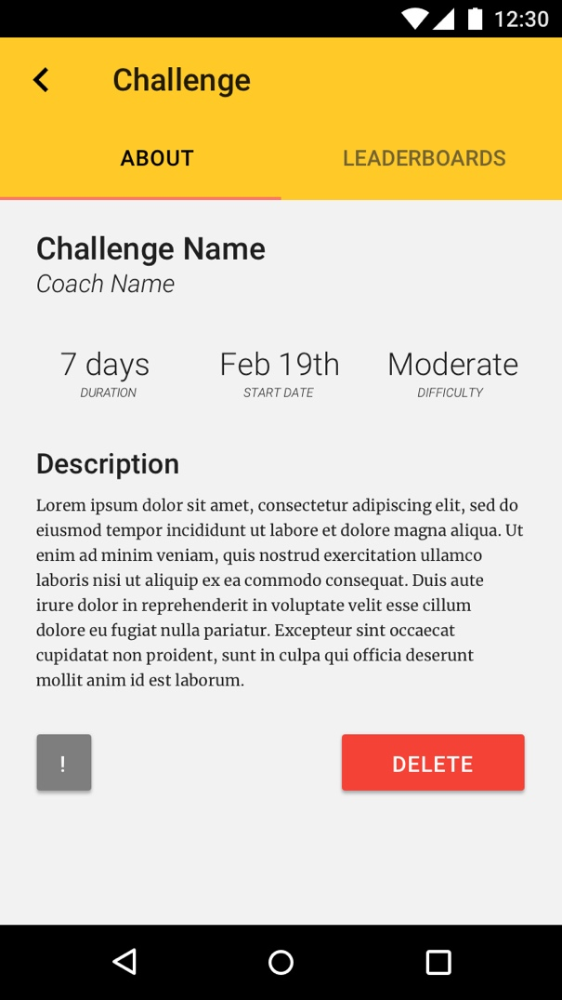 12:30
Challenge
ABOUT
LEADERBOARDS
Challenge Name
Coach Name
7 days
Feb 19th
Moderate
DURATION
START DATE
DIFFICULTY
Description
Lorem ipsum dolor sit amet, consectetur adipiscing elit, sed do
eiusmod tempor incididunt ut labore et dolore magna aliqua. Ut
enim ad minim veniam, quis nostrud exercitation ullamco
laboris nisi ut aliquip ex ea commodo consequat. Duis aute
irure dolor in reprehenderit in voluptate velit esse cillum
dolore eu fugiat nulla pariatur. Excepteur sint occaecat
cupidatat non proident, sunt in culpa qui officia deserunt
mollit anim id est laborum.
!
DELETE